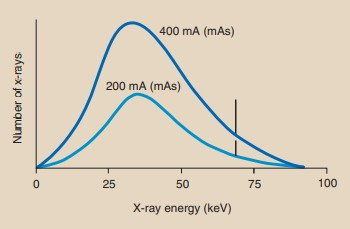 400 mA (mAs)
200 mA (mAs)
Number of x-rays
0 25 50 75 100
X-ray energy (keV)